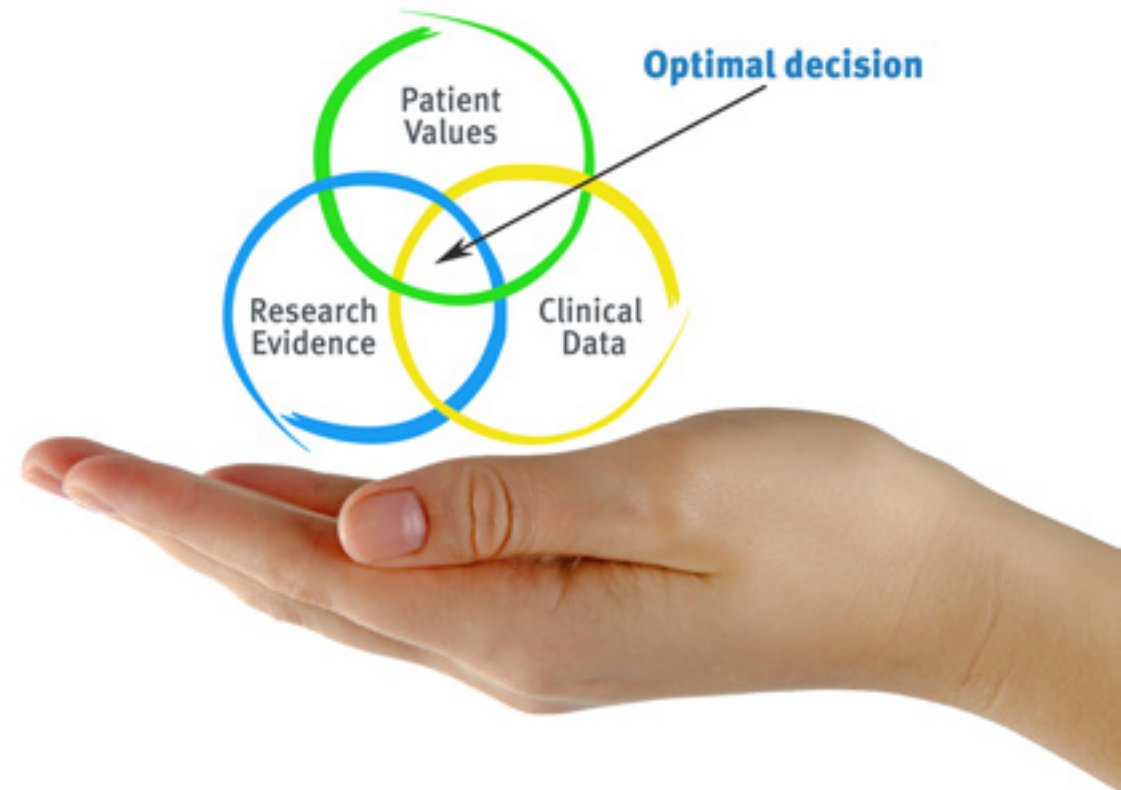 Optimal decision
Patient
Values
Research
Evidence
Clinical
Data